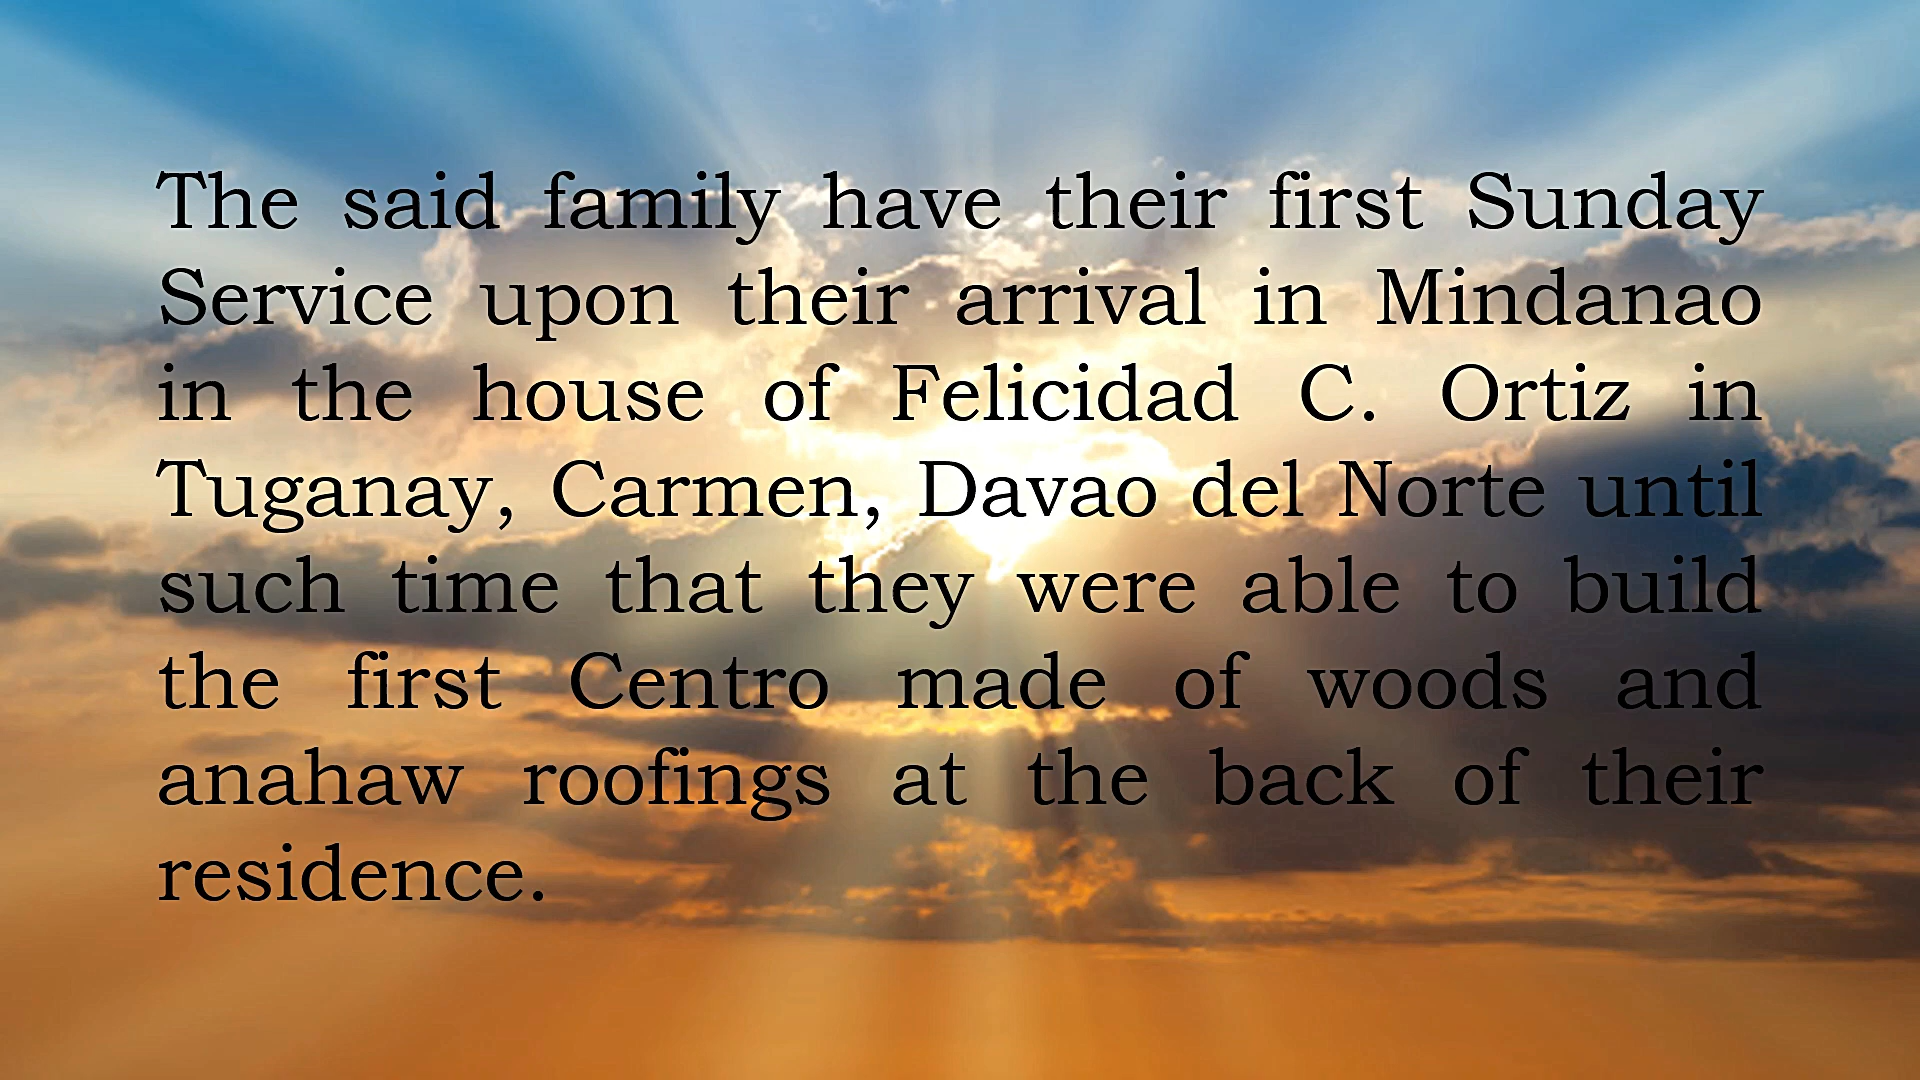 The said family have their first Sunday
Service upon their arrival in Mindanao
in the house of Felicidad C. Ortiz in
Tuganay, Carmen, Davao del Norte until
such time that they were able to build
the first Centro made of woods and
anahaw roofings at the back of their
residence.